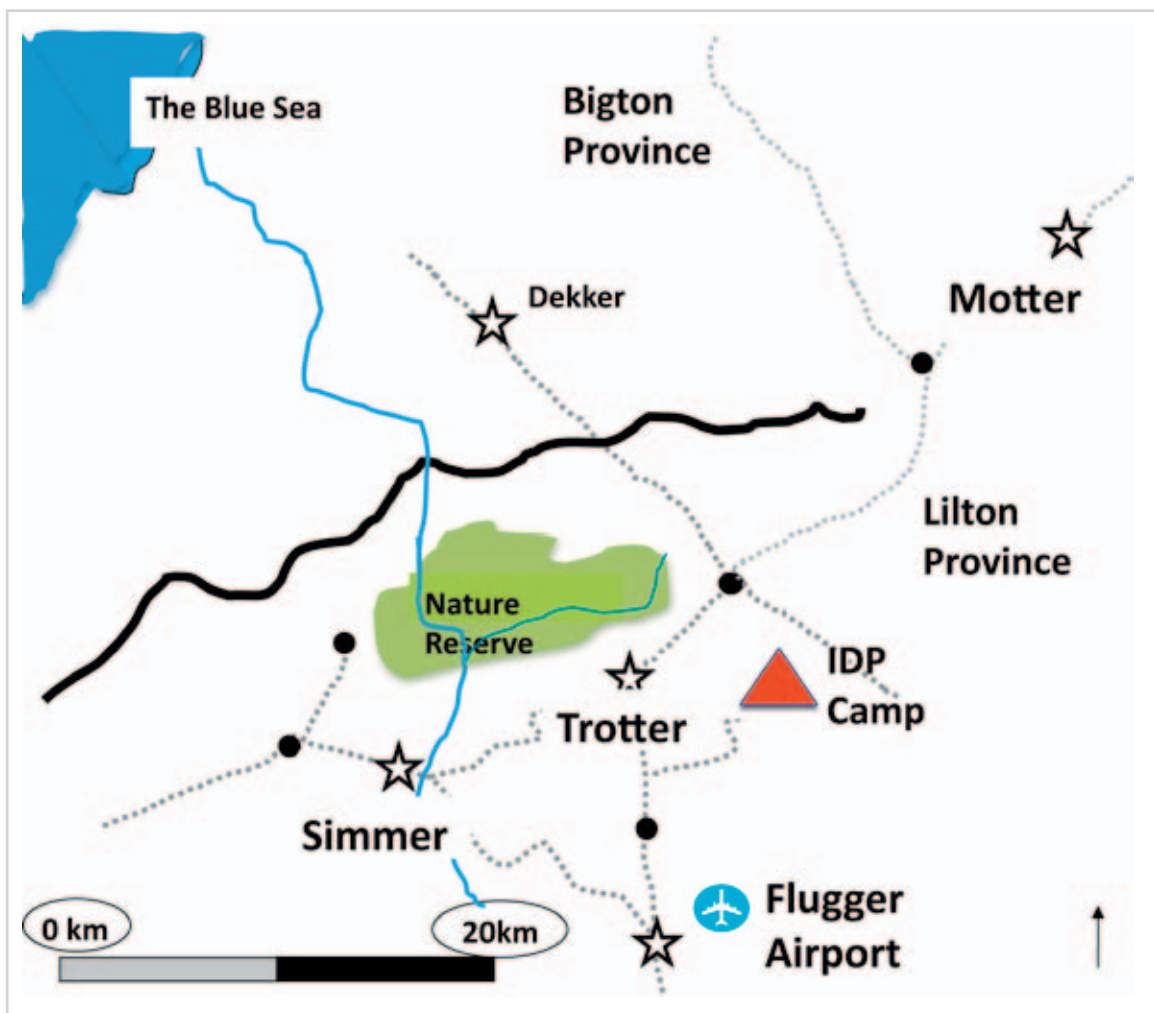 The Blue Sea
Bigton
Province
Dekker
Motter
Lilton
Province
Nature
Reserve
IDP
Camp
Trotter
Simmer
Flugger
Airport
0 km
20km